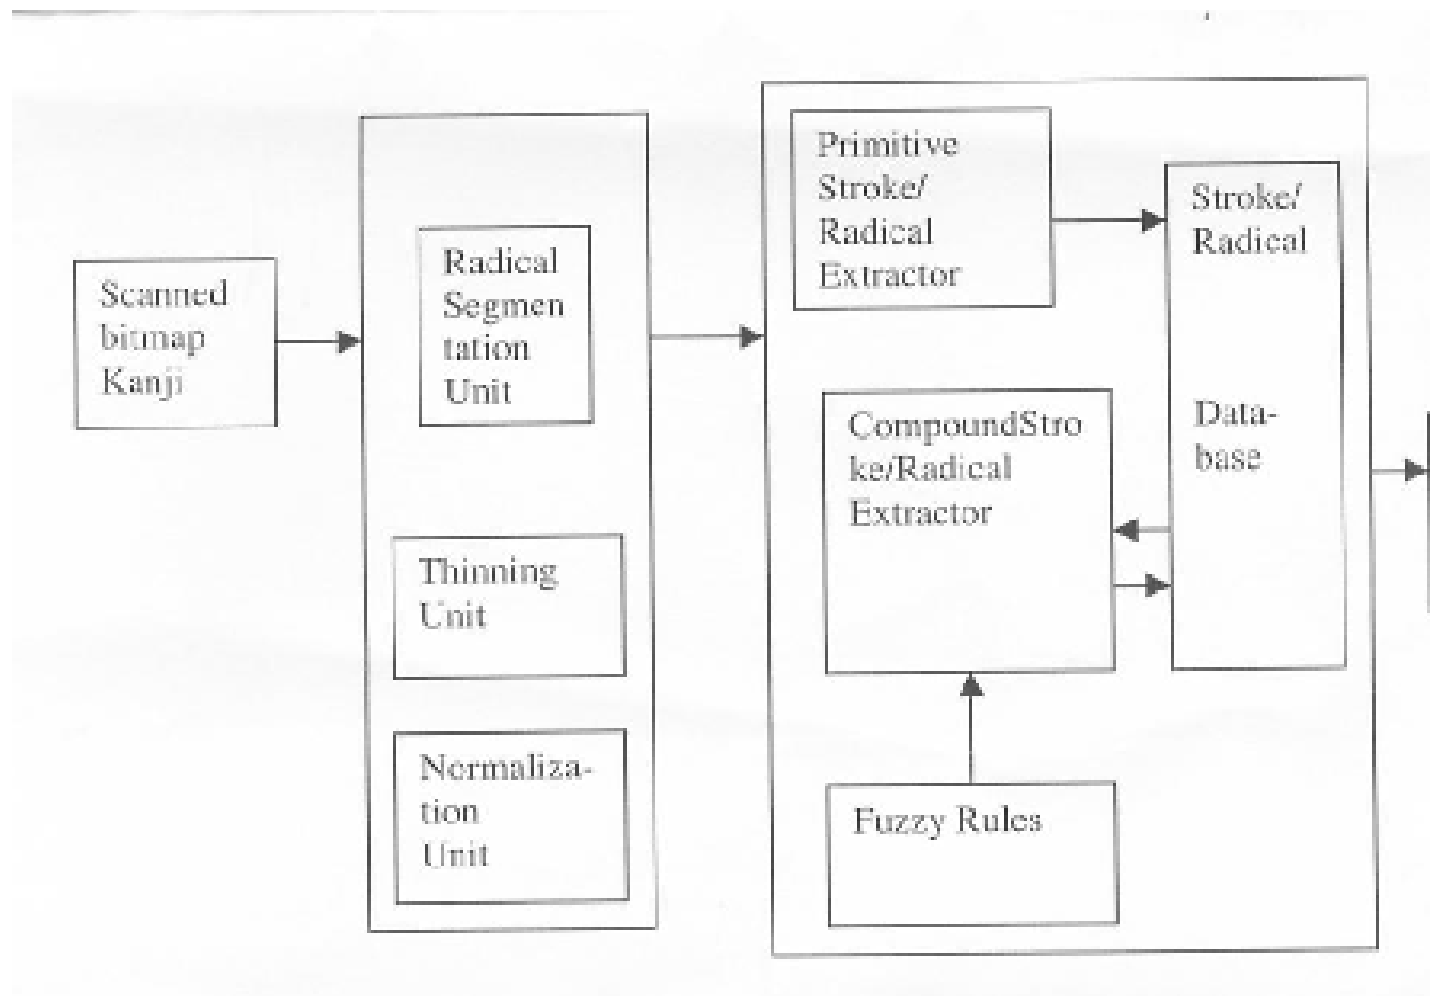 Scanned
bitmap
Kanji
Radical
Segmen
tation
Unit
Thinning
Unit
Normaliza-
tion
Unit
Primitive
Stroke/
Radical
Extractor
CompoundStro
ke/Radical
Extractor
Fuzzy Rules
Stroke/
Radical
Data-
base